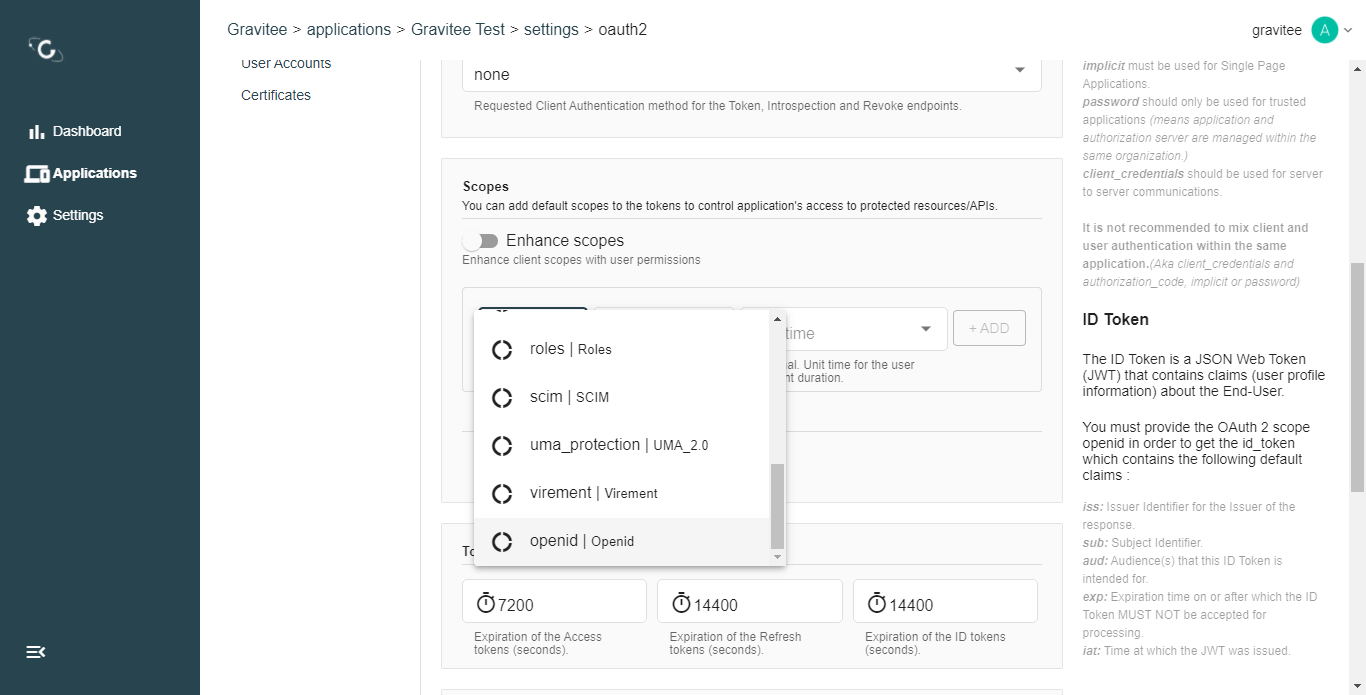 Gravitee > applications > Gravitee Test > settings > oauth2
gravitee
A
Dashboard
Applications
Settings
User Accounts
Certificates
none
Requested Client Authentication method for the Token, Introspection and Revoke endpoints.
Scopes
You can add default scopes to the tokens to control application's access to protected resources/APIs.
Enhance scopes
Enhance client scopes with user permissions
time
+ ADD
al. Unit time for the user
nt duration.
roles | Roles
scim | SCIM
uma_protection | UMA_2.0
virement | Virement
openid | Openid
To
7200
Expiration of the Access
tokens (seconds).
14400
Expiration of the Refresh
tokens (seconds).
14400
Expiration of the ID tokens
(seconds).
implicit must be used for Single Page
Applications.
password should only be used for trusted
applications (means application and
authorization server are managed within the
same organization.)
client_credentials should be used for server
to server communications.
It is not recommended to mix client and
user authentication within the same
application.(Aka client_credentials and
authorization_code, implicit or password)
ID Token
The ID Token is a JSON Web Token
(JWT) that contains claims (user profile
information) about the End-User.
You must provide the OAuth 2 scope
openid in order to get the id_token
which contains the following default
claims :
iss: Issuer Identifier for the Issuer of the
response.
sub: Subject Identifier.
aud: Audience(s) that this ID Token is
intended for.
exp: Expiration time on or after which the ID
Token MUST NOT be accepted for
processing.
iat: Time at which the JWT was issued.